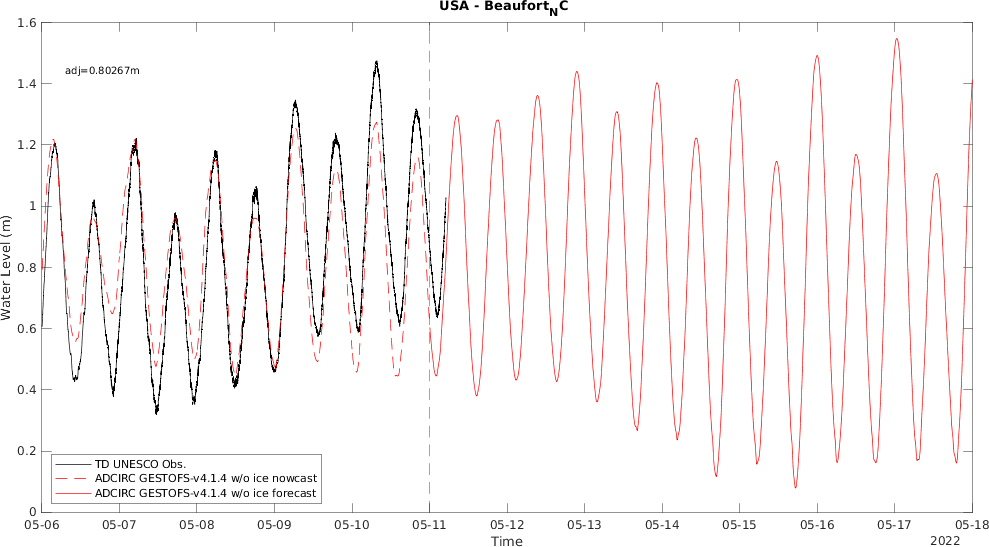 USA - BeaufortNC
adj=0.80267m
1.6
1.4
1.2
1
0.8
0.6
0.4
0.2
0
Water Level (m)
TD UNESCO Obs.
ADCIRC GESTOFS-v4.1.4 w/o ice nowcast
ADCIRC GESTOFS-v4.1.4 w/o ice forecast
05-06 05-07 05-08 05-09 05-10 05-11 05-12 05-13 05-14 05-15 05-16 05-17 05-18
Time
2022